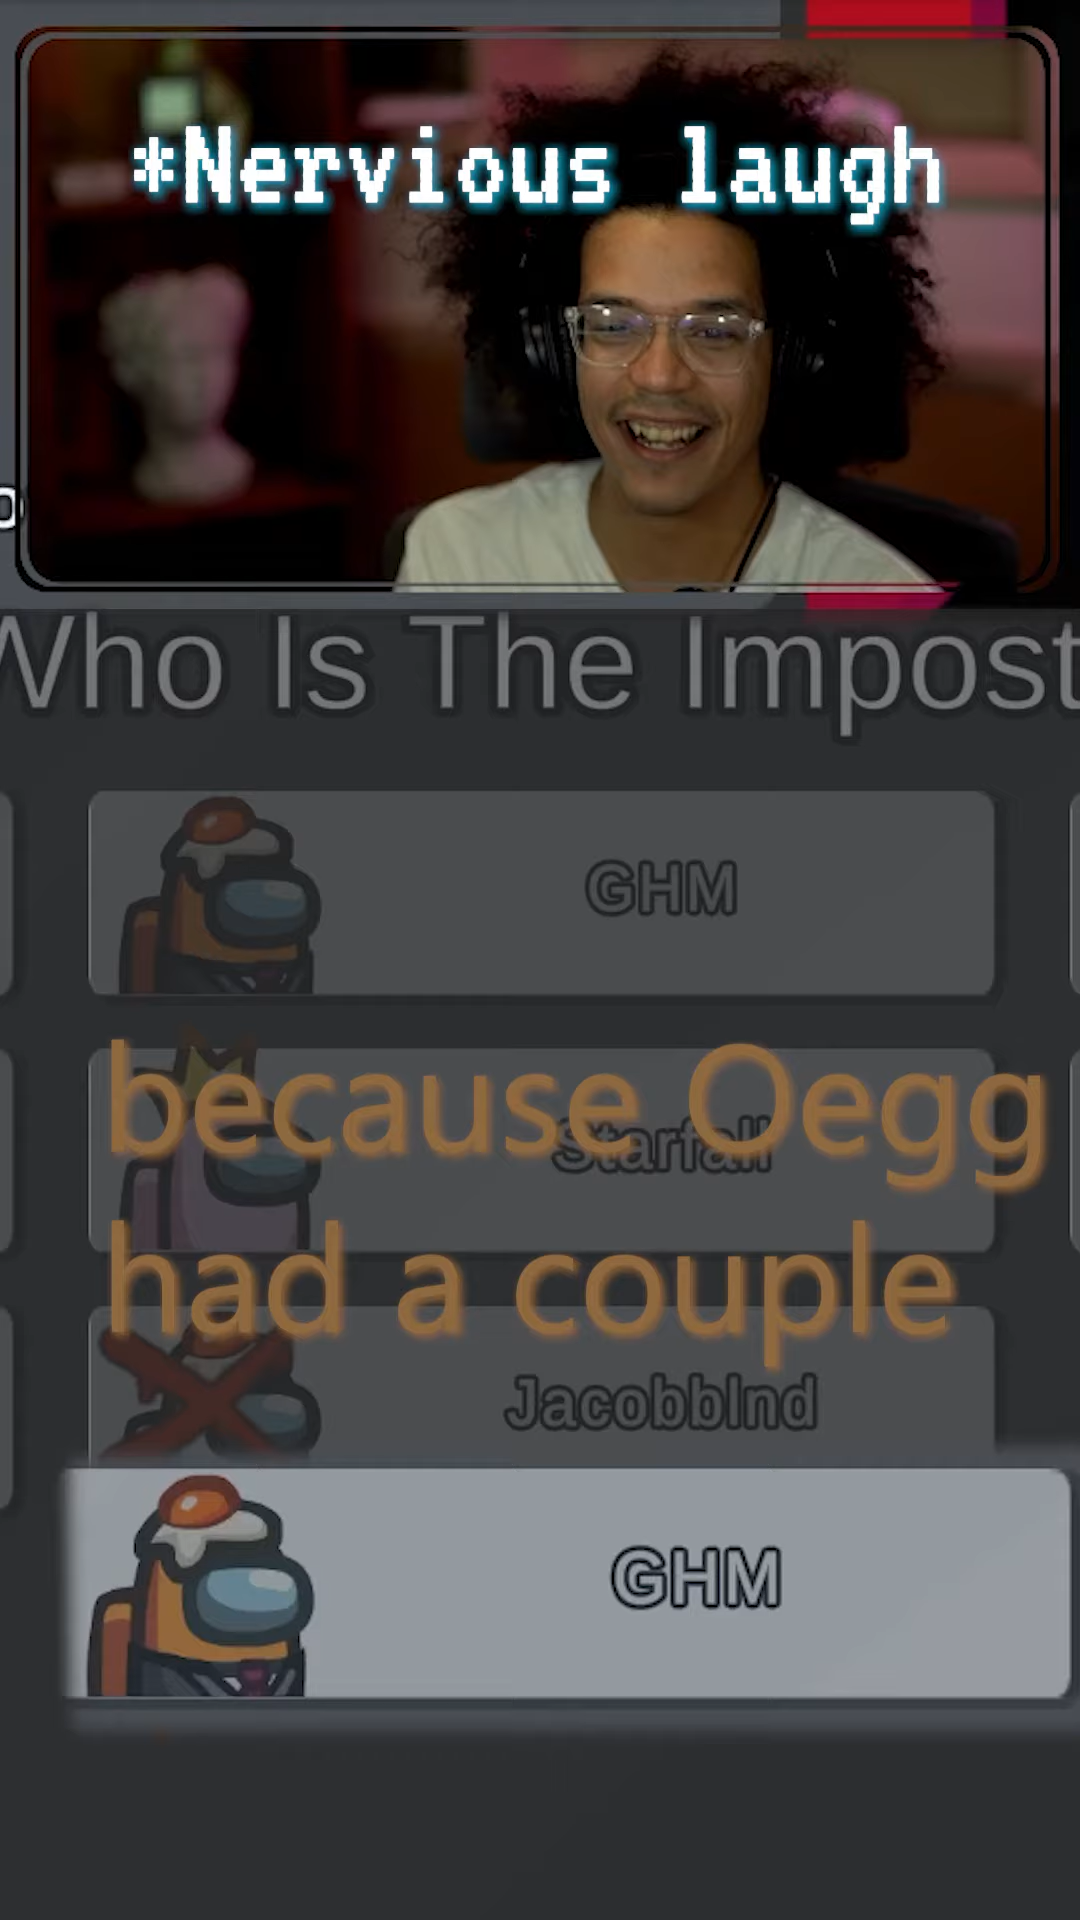 *Nervious laugh
o
Who Is The Impost
GHM
because Oegg
Starfall
had a couple
Jacobblnd
GHM